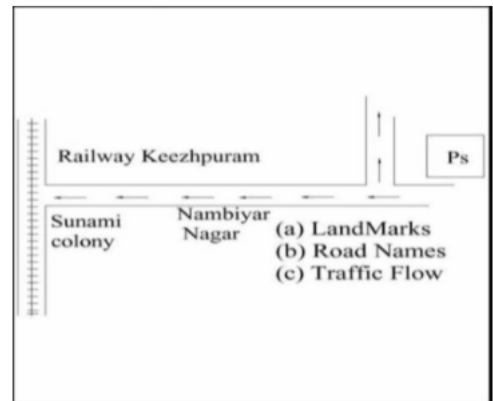 Railway Keezhpuram
Ps
Sunami
colony
Nambiyar
Nagar
(a) LandMarks
(b) Road Names
(c) Traffic Flow